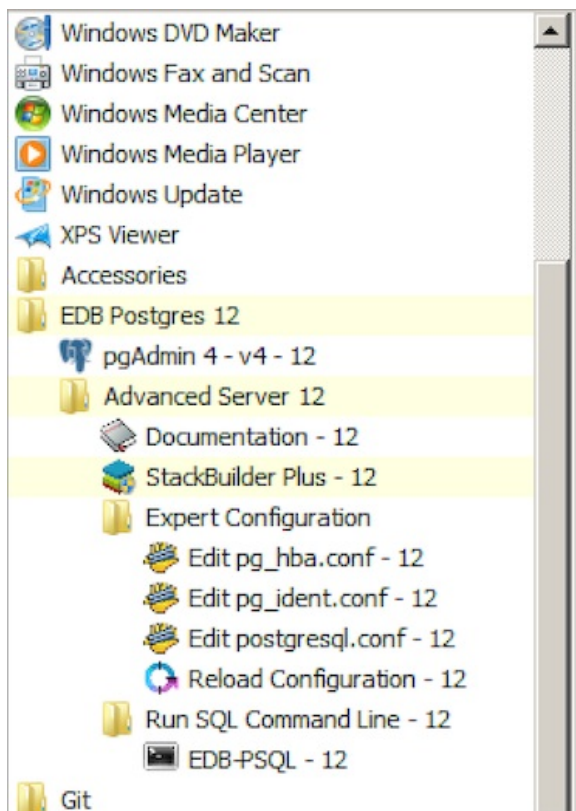 Windows DVD Maker
Windows Fax and Scan
Windows Media Center
Windows Media Player
Windows Update
XPS Viewer
Accessories
EDB Postgres 12
pgAdmin 4 - v4 - 12
Advanced Server 12
Documentation - 12
StackBuilder Plus - 12
Expert Configuration
Edit pg_hba.conf - 12
Edit pg_ident.conf - 12
Edit postgresql.conf - 12
Reload Configuration - 12
Run SQL Command Line - 12
EDB-PSQL - 12
Git